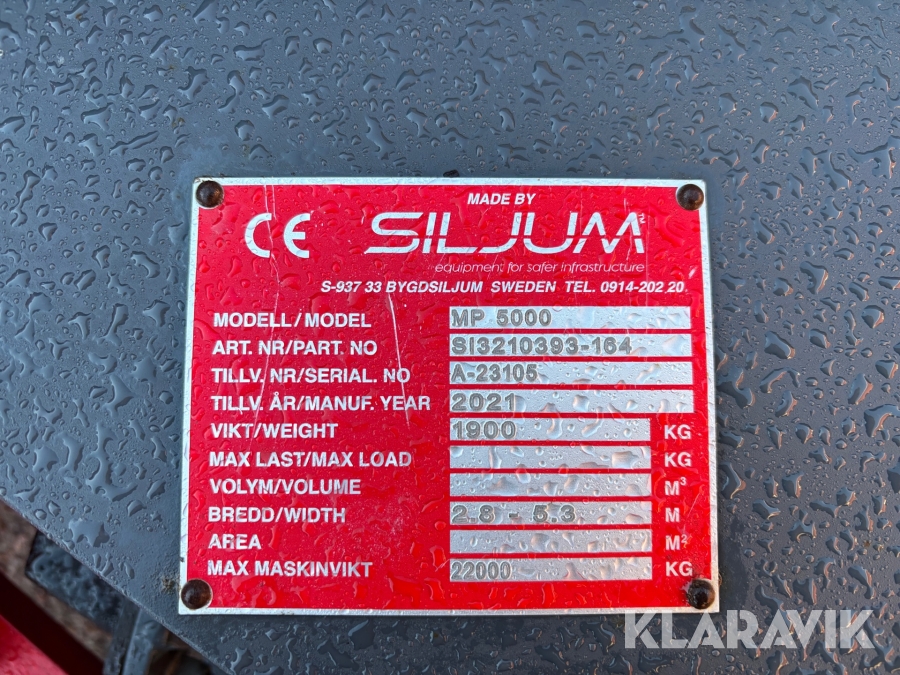 MADE BY
CE SILJUM
equipment for safer infrastructure
S-937 33 BYGDSILJUM SWEDEN TEL. 0914-202 20
MODELL/MODEL MP 5000
ART. NR/PART. NO SI3210393-164
TILLV. NR/SERIAL. NO A-23105
TILLV. ÅR/MANUF. YEAR 2021
VIKT/WEIGHT 1900 KG
MAX LAST/MAX LOAD KG
VOLYM/VOLUME M³
BREDD/WIDTH 2.8 - 5.3 M
AREA M²
MAX MASKINVIKT 22000 KG
KLARAVIK